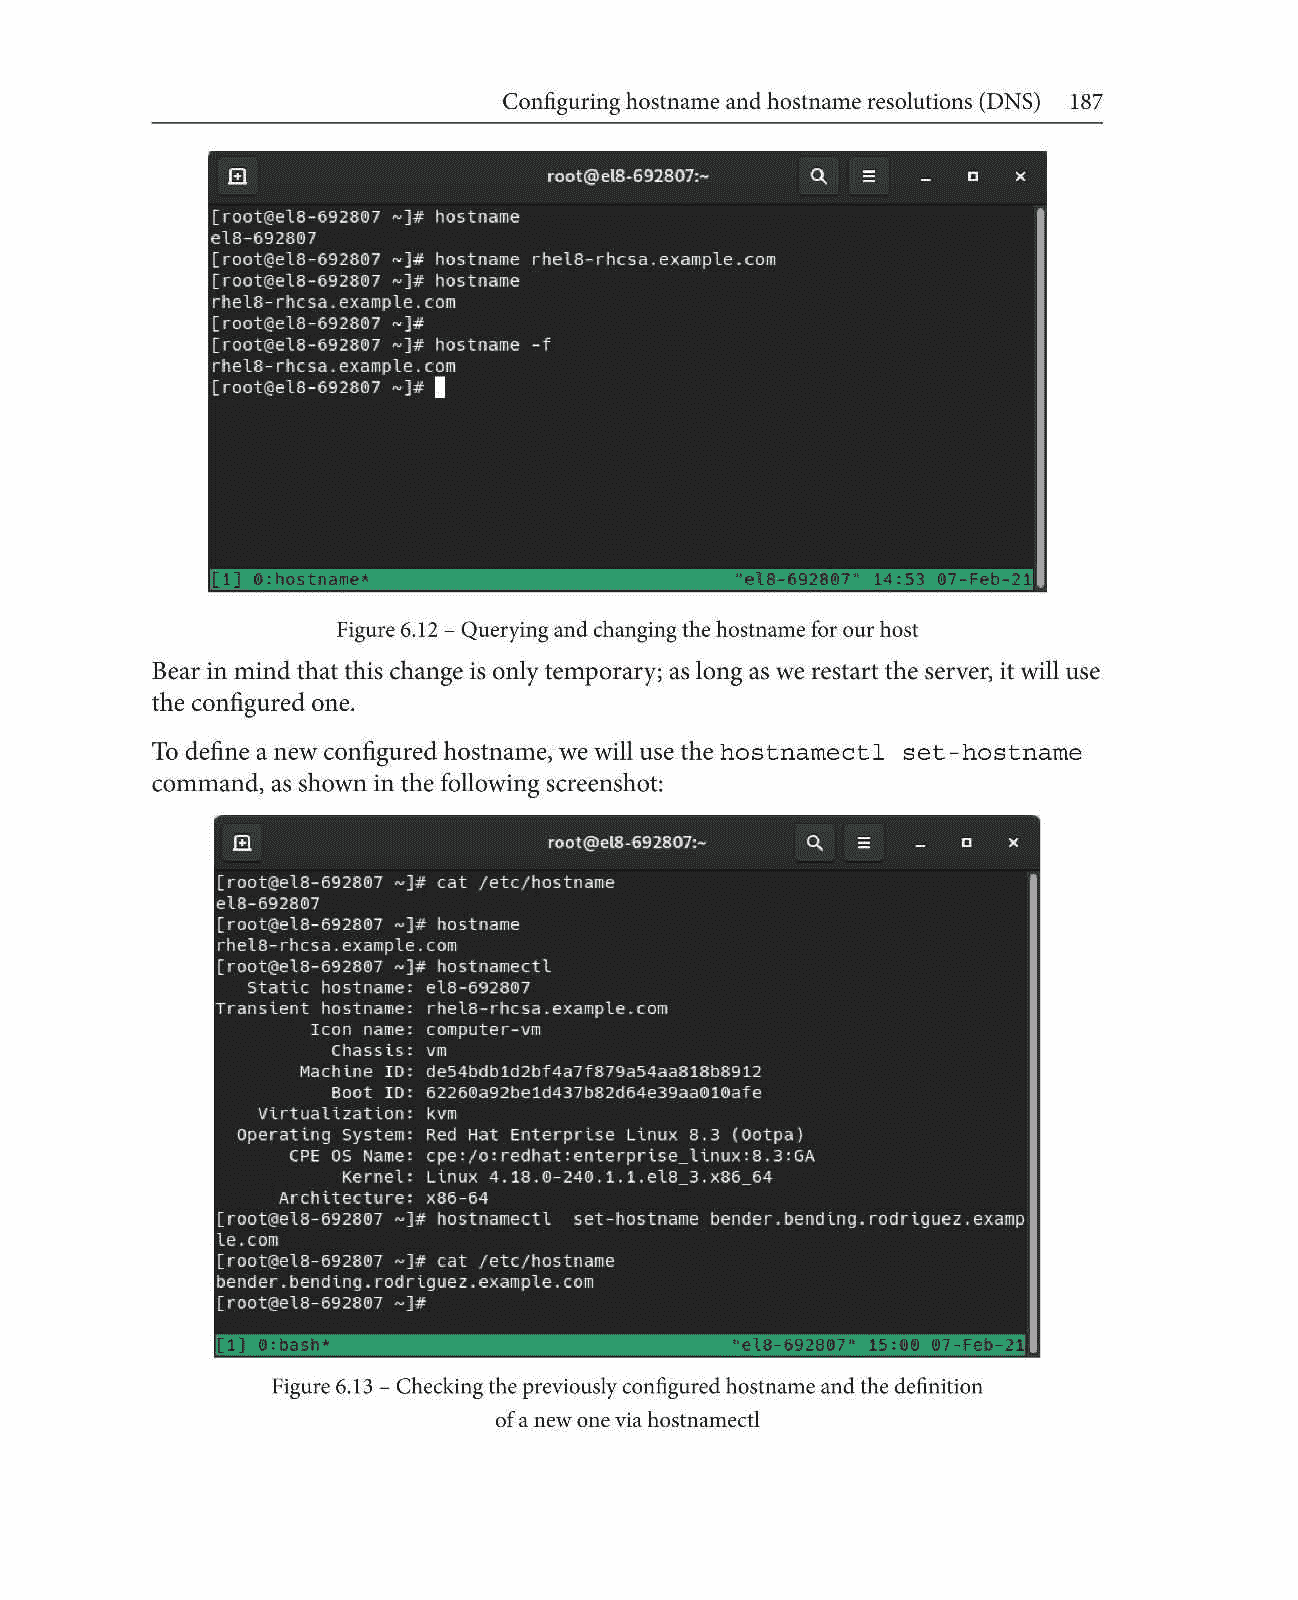 Configuring hostname and hostname resolutions (DNS) 187
root@el8-692807:~
[root@el8-692807 ~]# hostname
el8-692807
[root@el8-692807 ~]# hostname rhel8-rhcsa.example.com
[root@el8-692807 ~]# hostname
rhel8-rhcsa.example.com
[root@el8-692807 ~]#
[root@el8-692807 ~]# hostname -f
rhel8-rhcsa.example.com
[root@el8-692807 ~]#
[1] 0:hostname* "el8-692807" 14:53 07-Feb-21
Figure 6.12 – Querying and changing the hostname for our host
Bear in mind that this change is only temporary; as long as we restart the server, it will use
the configured one.
To define a new configured hostname, we will use the hostnamectl set-hostname
command, as shown in the following screenshot:
root@el8-692807:~
[root@el8-692807 ~]# cat /etc/hostname
el8-692807
[root@el8-692807 ~]# hostname
rhel8-rhcsa.example.com
[root@el8-692807 ~]# hostnamectl
Static hostname: el8-692807
Transient hostname: rhel8-rhcsa.example.com
Icon name: computer-vm
Chassis: vm
Machine ID: de54bdb1d2bf4a7f879a54aa818b8912
Boot ID: 62260a92be1d437b82d64e39aa010afe
Virtualization: kvm
Operating System: Red Hat Enterprise Linux 8.3 (Ootpa)
CPE OS Name: cpe:/o:redhat:enterprise_linux:8.3:GA
Kernel: Linux 4.18.0-240.1.1.el8_3.x86_64
Architecture: x86-64
[root@el8-692807 ~]# hostnamectl  set-hostname bender.bending.rodriguez.examp
le.com
[root@el8-692807 ~]# cat /etc/hostname
bender.bending.rodriguez.example.com
[root@el8-692807 ~]#
[1] 0:bash* "el8-692807" 15:00 07-Feb-21
Figure 6.13 – Checking the previously configured hostname and the definition
of a new one via hostnamectl